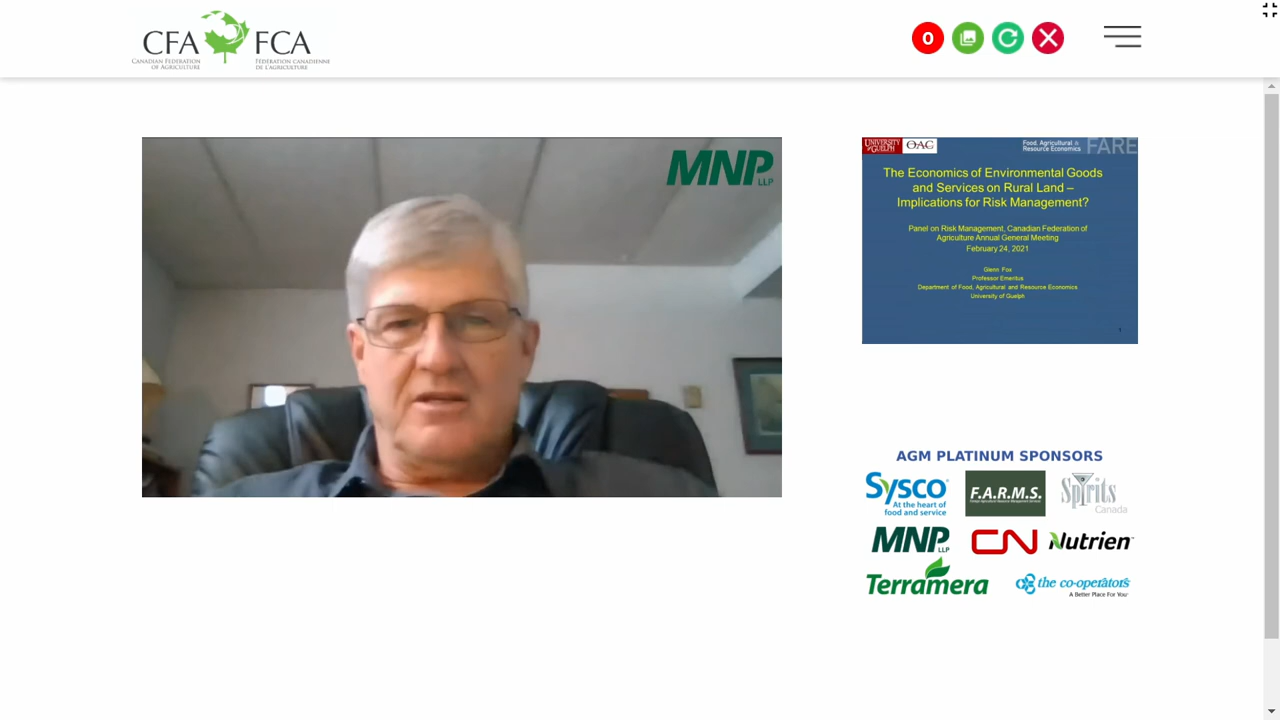 CFA FCA
CANADIAN FEDERATION
OF AGRICULTURE
FÉDÉRATION CANADIENNE
DE L'AGRICULTURE
0
MNP
LLP
UNIVERSITY
of GUELPH
OAC
Food, Agricultural &
Resource Economics
FARE
The Economics of Environmental Goods
and Services on Rural Land –
Implications for Risk Management?
Panel on Risk Management, Canadian Federation of
Agriculture Annual General Meeting
February 24, 2021
Glenn Fox
Professor Emeritus
Department of Food, Agricultural and Resource Economics
University of Guelph
1
AGM PLATINUM SPONSORS
Sysco
At the heart of
food and service
F.A.R.M.S.
Spirits
Canada
MNP
LLP
CN
Nutrien
Terramera
the co-operators
A Better Place For You